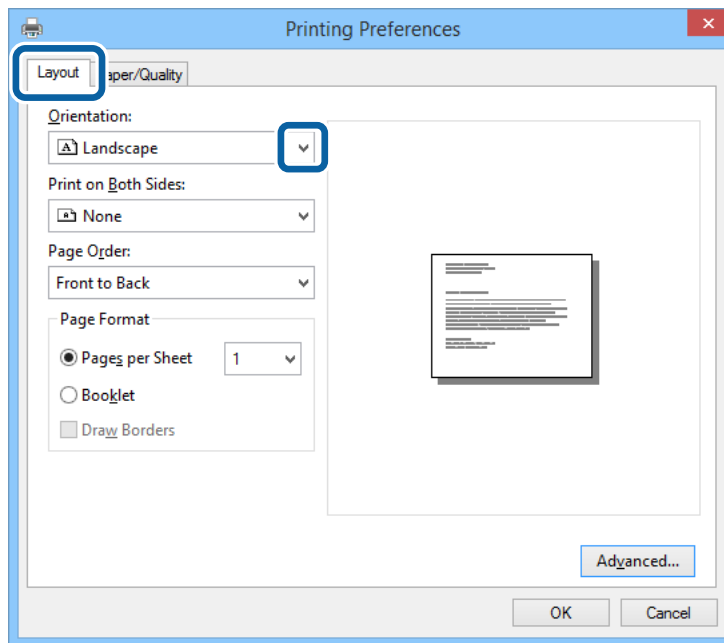 Printing Preferences
Layout
aper/Quality
Orientation:
Landscape
Print on Both Sides:
None
Page Order:
Front to Back
Page Format
Pages per Sheet 1
Booklet
Draw Borders
Advanced...
OK Cancel